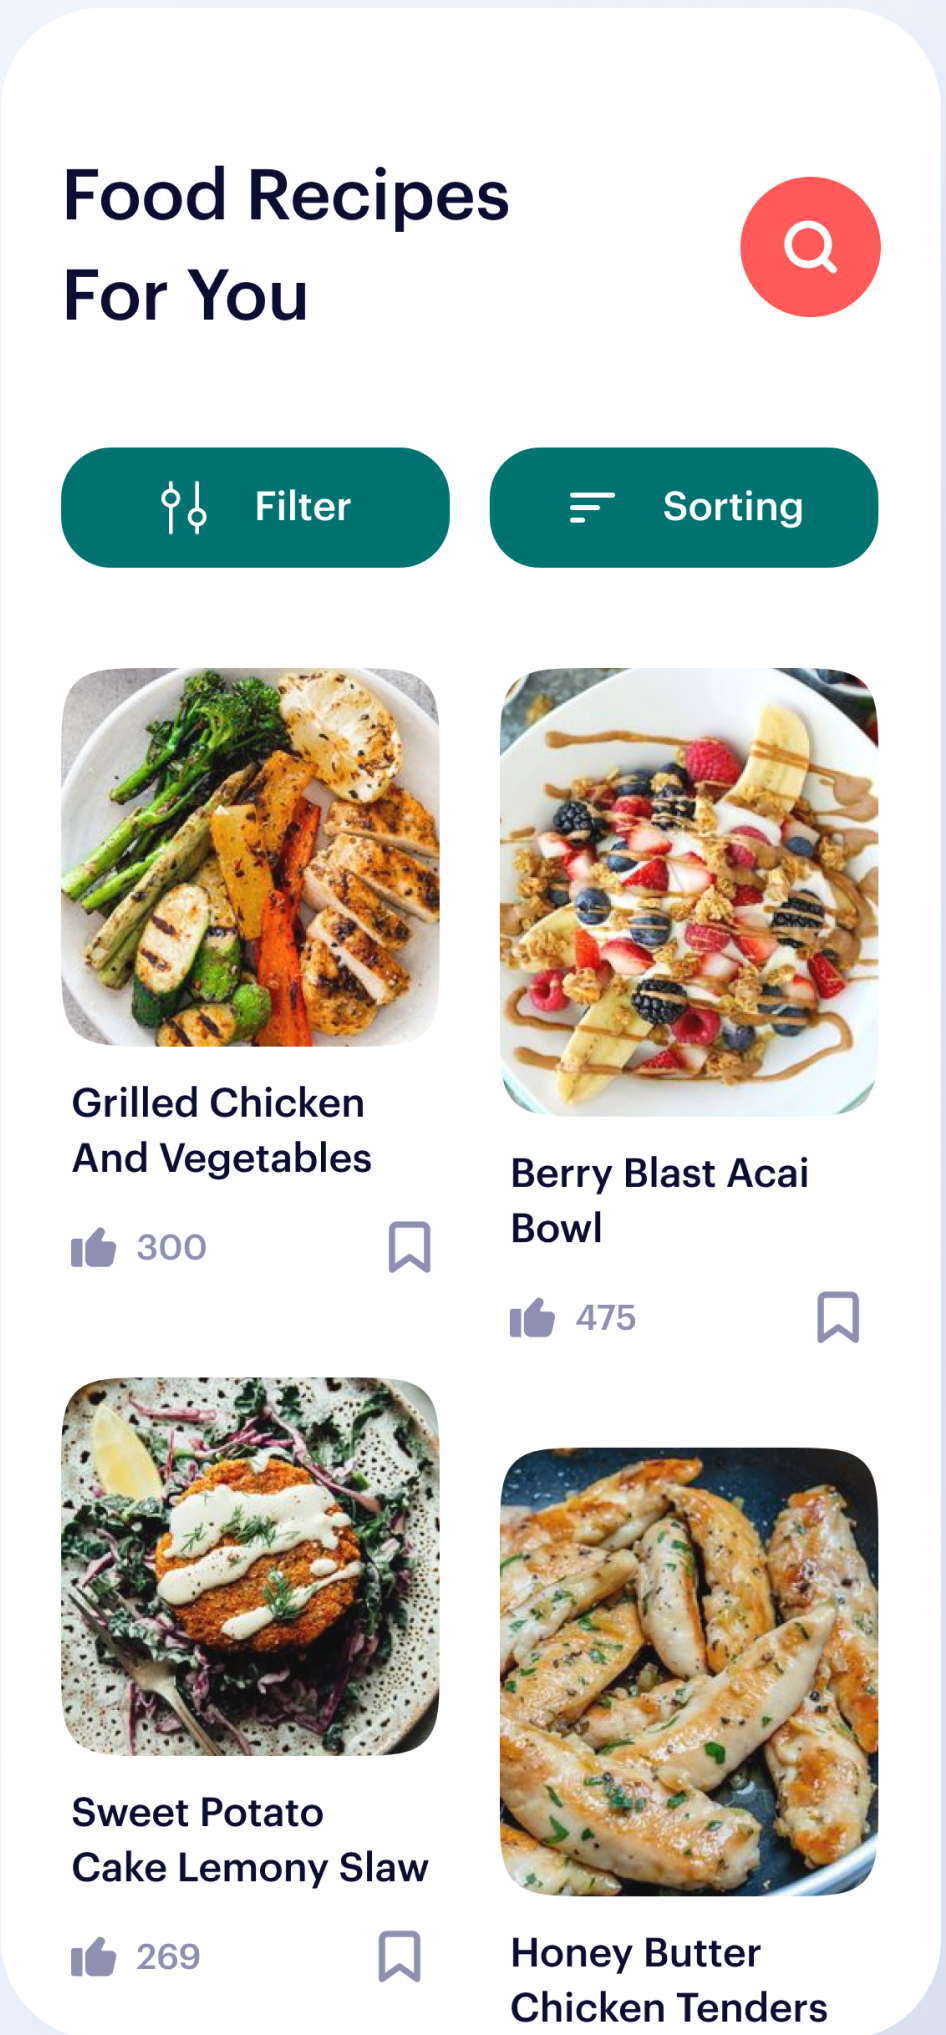 Food Recipes
For You
Filter
Sorting
Grilled Chicken
And Vegetables
300
Berry Blast Acai
Bowl
475
Sweet Potato
Cake Lemony Slaw
269
Honey Butter
Chicken Tenders